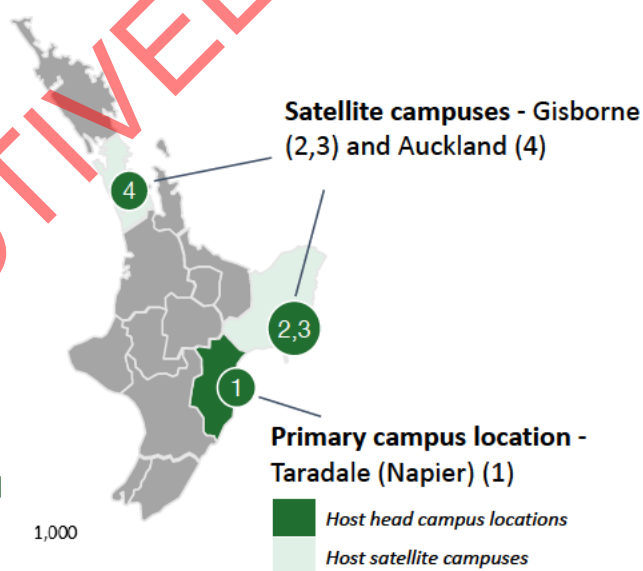 Satellite campuses - Gisborne
(2,3) and Auckland (4)
4
2,3
1
Primary campus location -
Taradale (Napier) (1)
Host head campus locations
1,000
Host satellite campuses